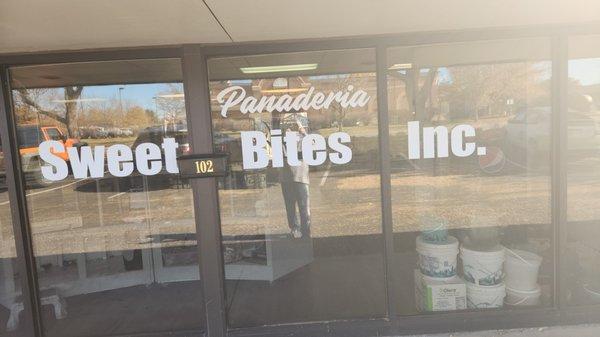 Panaderia
Sweet Bites Inc.
102